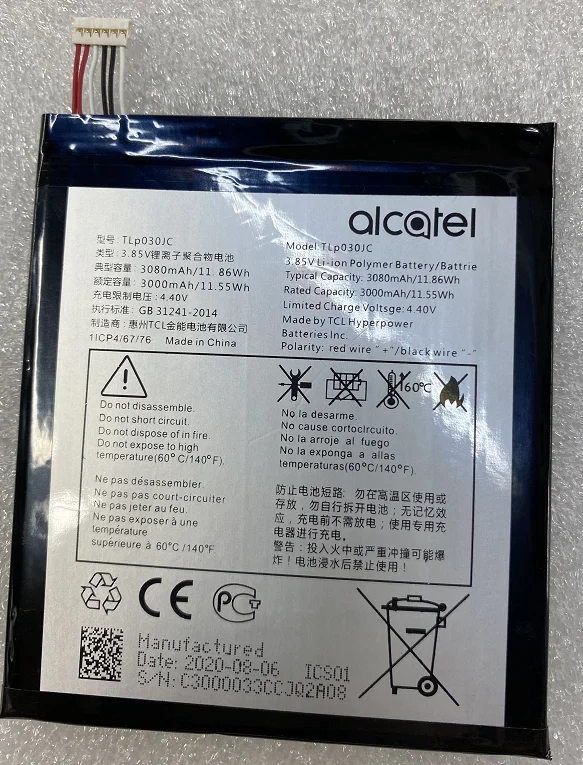 alcatel
型号: TLp030JC
类型: 3.85V锂离子聚合物电池
典型容量: 3080mAh/11.86Wh
额定容量: 3000mAh/11.55Wh
充电限制电压: 4.40V
执行标准: GB 31241-2014
制造商: 惠州TCL金能电池有限公司
1ICP4/67/76 Made in China
Model: TLp030JC
3.85V Li-ion Polymer Battery/Battrie
Typical Capacity: 3080mAh/11.86Wh
Rated Capacity: 3000mAh/11.55Wh
Limited Charge Voltsge: 4.40V
Made by TCL Hyperpower
Batteries Inc.
Polarity: red wire "+"/black wire "-"
60℃
Do not disassemble.
Do not short circuit.
Do not dispose of in fire.
Do not expose to high
temperature(60°C/140°F).
Ne pas désassembler.
Ne pas pas court-circuiter
Ne pas jeter au feu.
Ne pas exposer à une
température
supérieure à 60°C /140°F
No la desarme.
No cause cortoclrcuito.
No la arroje al fuego
No la exponga a allas
temperaturas(60°C/140°F).
防止电池短路; 勿在高温区使用或
存放, 勿自行拆开电池; 无记忆效
应, 充电前不需放电; 使用专用充
电器进行充电。
警告: 投入火中或严重冲撞可能爆
炸! 电池浸水后禁止使用。
CE
PCT
Manufactured
Date: 2020-08-06 ICS01
S/N: C3000033CCJQ2A08